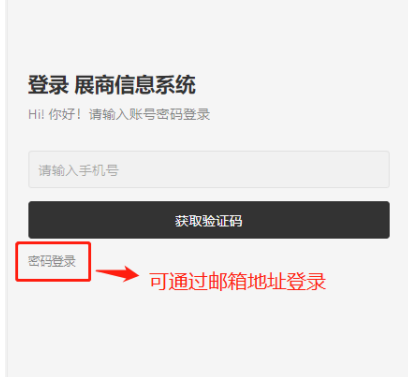 登录 展商信息系统
Hi! 你好！请输入账号密码登录
请输入手机号
获取验证码
密码登录
可通过邮箱地址登录